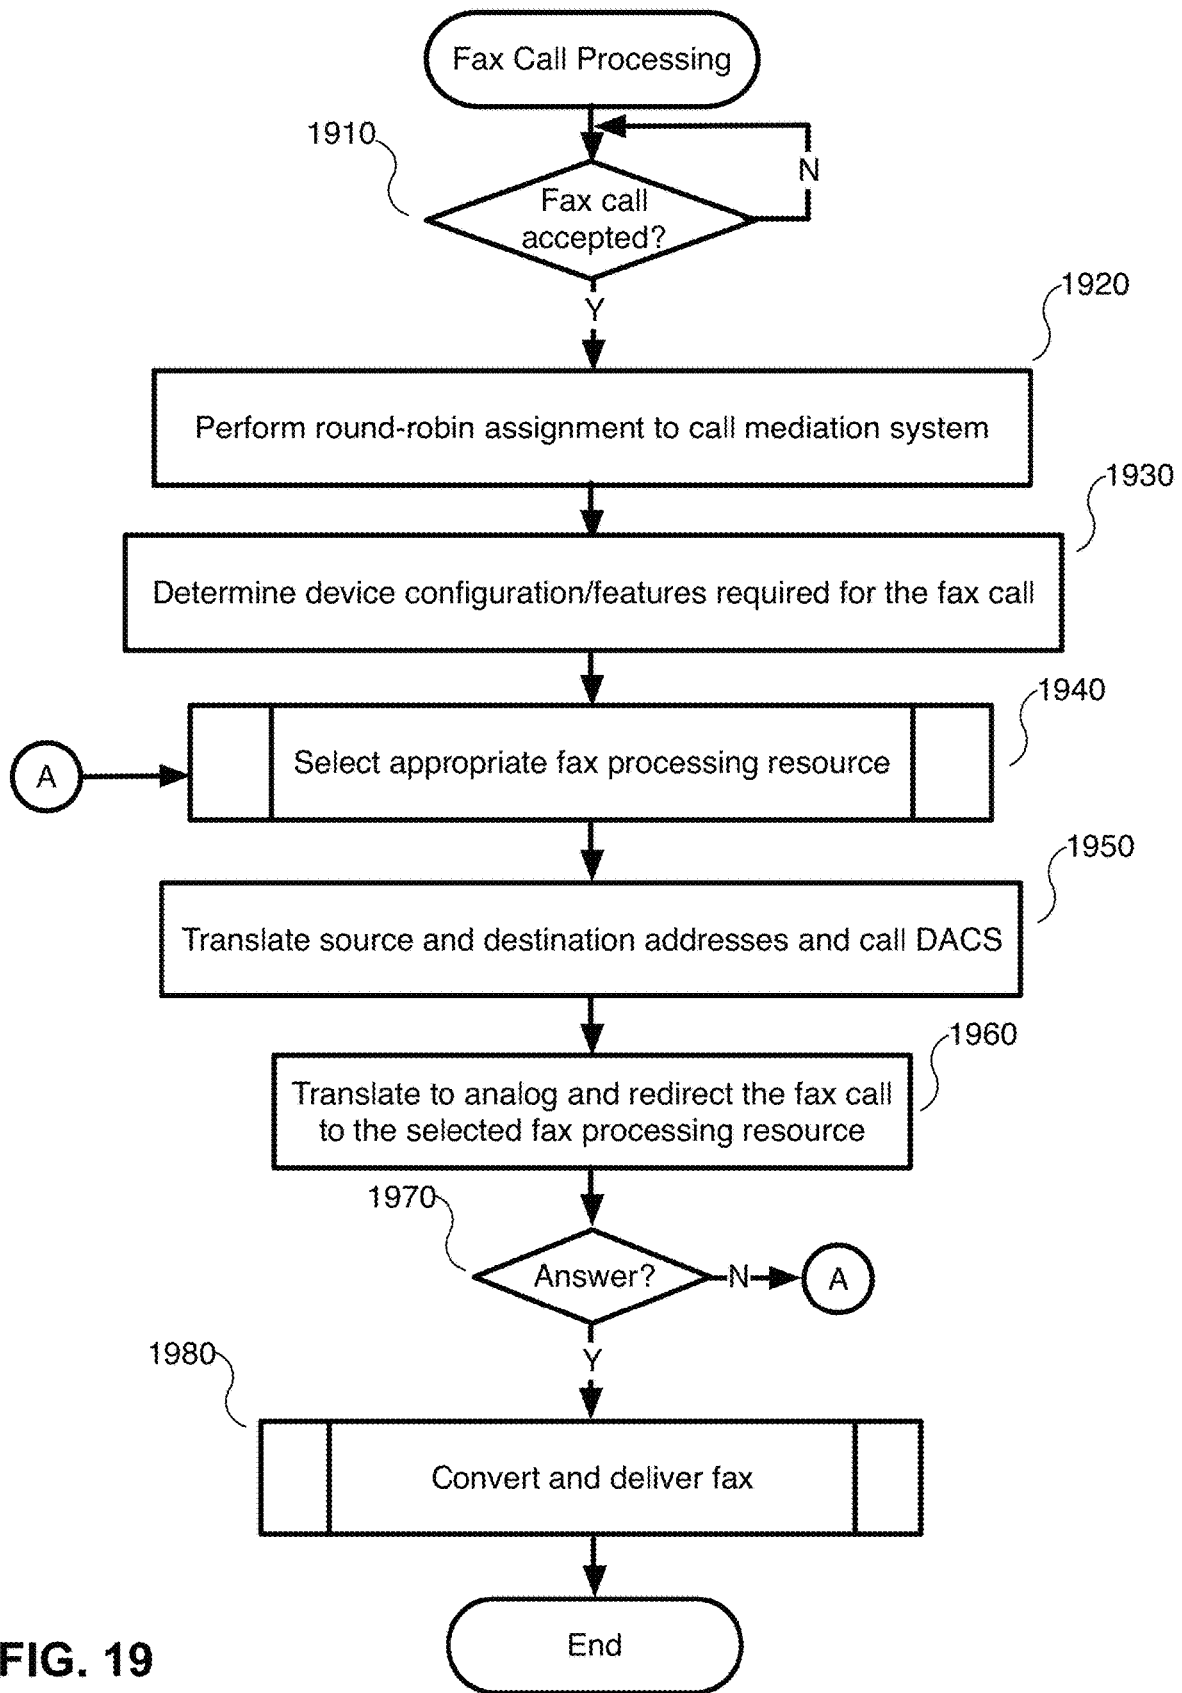 Fax Call Processing
1910
N
Fax call
accepted?
Y
1920
Perform round-robin assignment to call mediation system
1930
Determine device configuration/features required for the fax call
1940
A
Select appropriate fax processing resource
1950
Translate source and destination addresses and call DACS
1960
Translate to analog and redirect the fax call
to the selected fax processing resource
1970
Answer?
N
A
Y
1980
Convert and deliver fax
End
FIG. 19